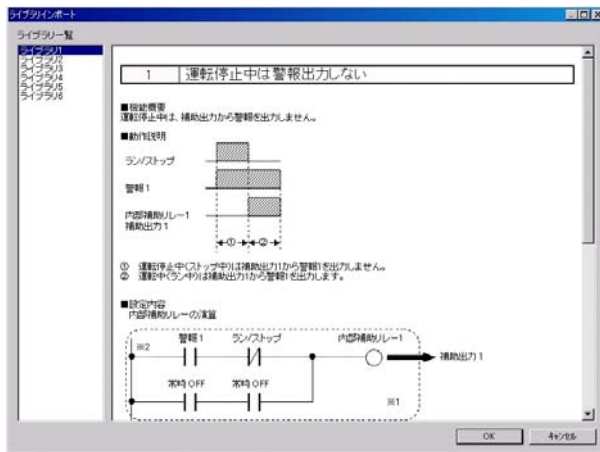 ライブラリインポート
ライブラリ一覧
ライブラリ1
ライブラリ2
ライブラリ3
ライブラリ4
ライブラリ5
ライブラリ6
1 運転停止中は警報出力しない
■機能概要
運転停止中は、補助出力から警報を出力しません。
■動作説明
ラン/ストップ
警報1
内部補助リレー1
補助出力1
① ②
① 運転停止中(ストップ中)は補助出力1から警報1を出力しません。
② 運転中(ラン中)は補助出力1から警報1を出力します。
■設定内容
内部補助リレーの演算
※2 警報1 ラン/ストップ 内部補助リレー1
補助出力1
常時OFF 常時OFF
※1
OK キャンセル